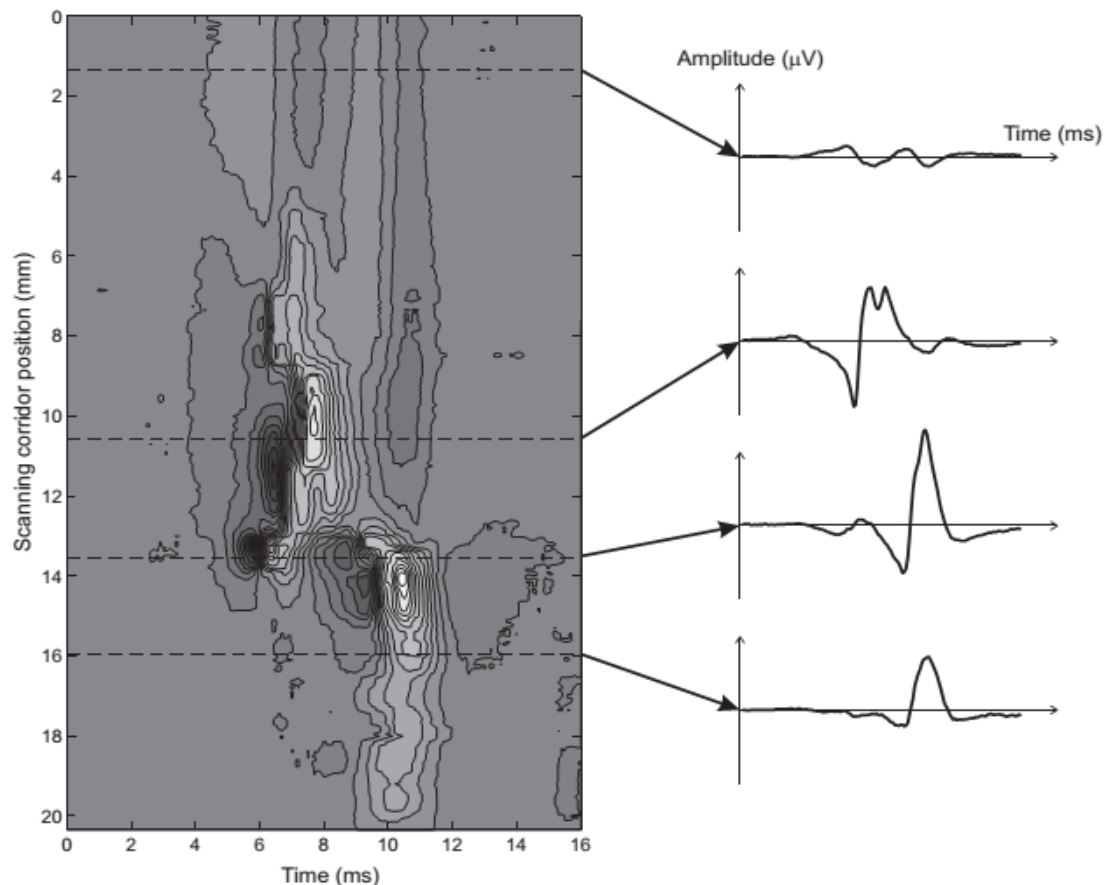 0
2
4
6
8
10
12
14
16
18
20
Scanning corridor position (mm)
0 2 4 6 8 10 12 14 16
Time (ms)
Amplitude (μV)
Time (ms)